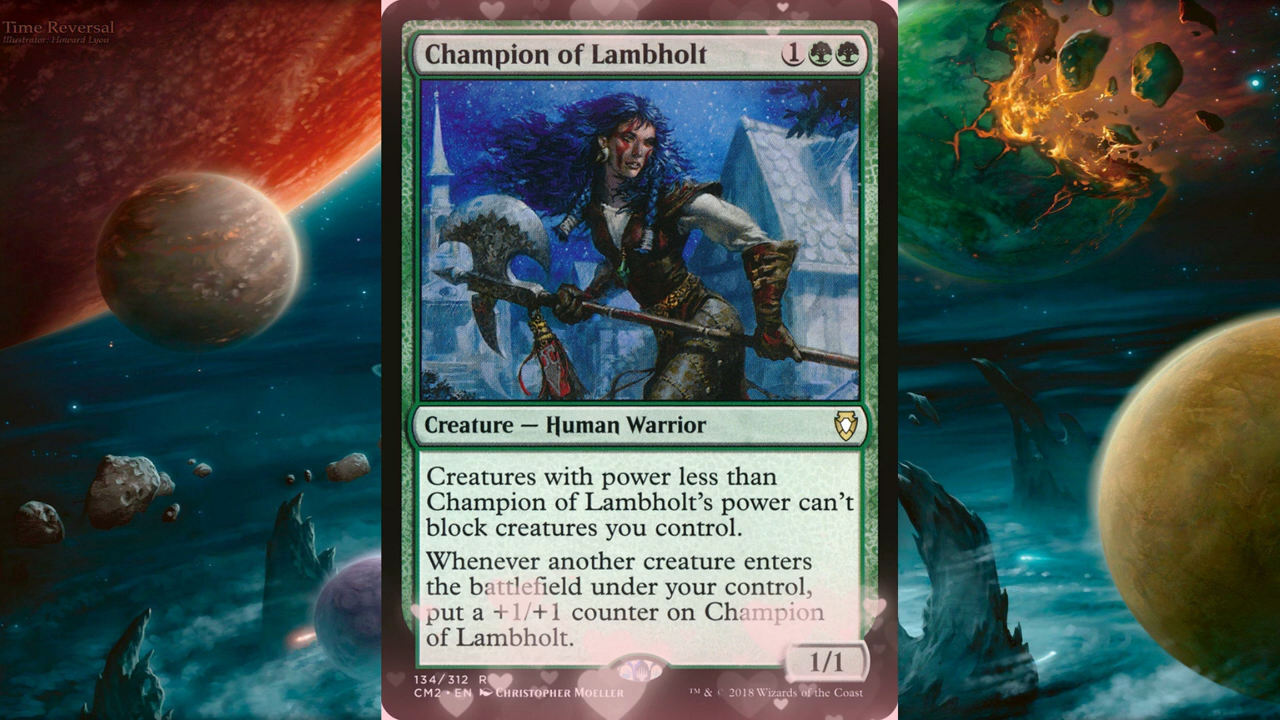 Time Reversal
Illustrator: Howard Lyon
Champion of Lambholt 1
Creature — Human Warrior
Creatures with power less than
Champion of Lambholt's power can't
block creatures you control.
Whenever another creature enters
the battlefield under your control,
put a +1/+1 counter on Champion
of Lambholt.
1/1
134/312 R
CM2 • EN Christopher Moeller
™ & © 2018 Wizards of the Coast